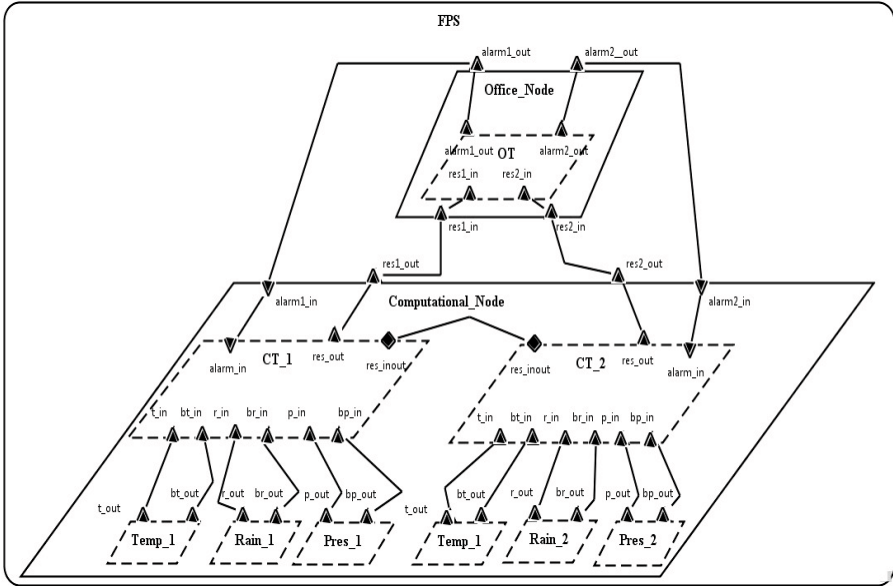 FPS
alarm1_out alarm2__out
Office_Node
alarm1_out OT alarm2_out
res1_in res2_in
res1_in res2_in
res1_out res2_out
alarm1_in Computational_Node alarm2_in
alarm_in CT_1 res_out res_inout res_inout CT_2 res_out alarm_in
t_in bt_in r_in br_in p_in bp_in t_in bt_in r_in br_in p_in bp_in
t_out bt_out r_out br_out p_out bp_out t_out bt_out r_out br_out p_out bp_out
Temp_1 Rain_1 Pres_1 Temp_1 Rain_2 Pres_2